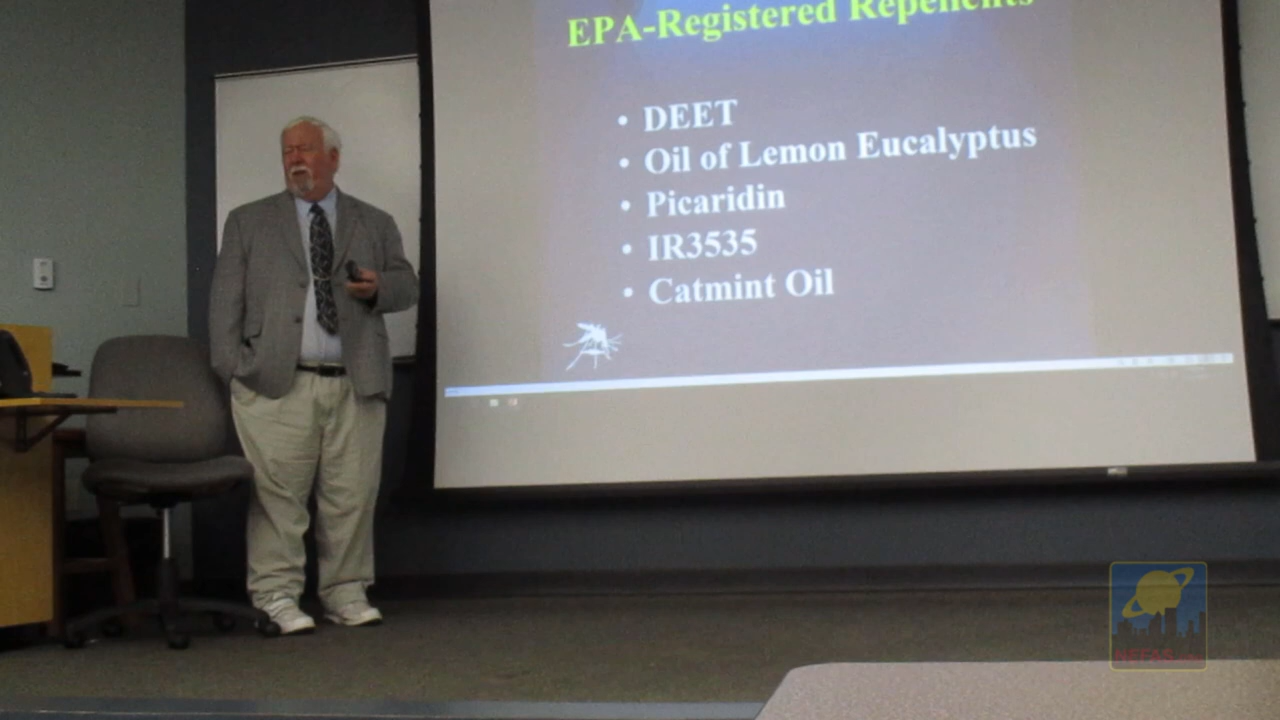 EPA-Registered Repellents
• DEET
• Oil of Lemon Eucalyptus
• Picaridin
• IR3535
• Catmint Oil